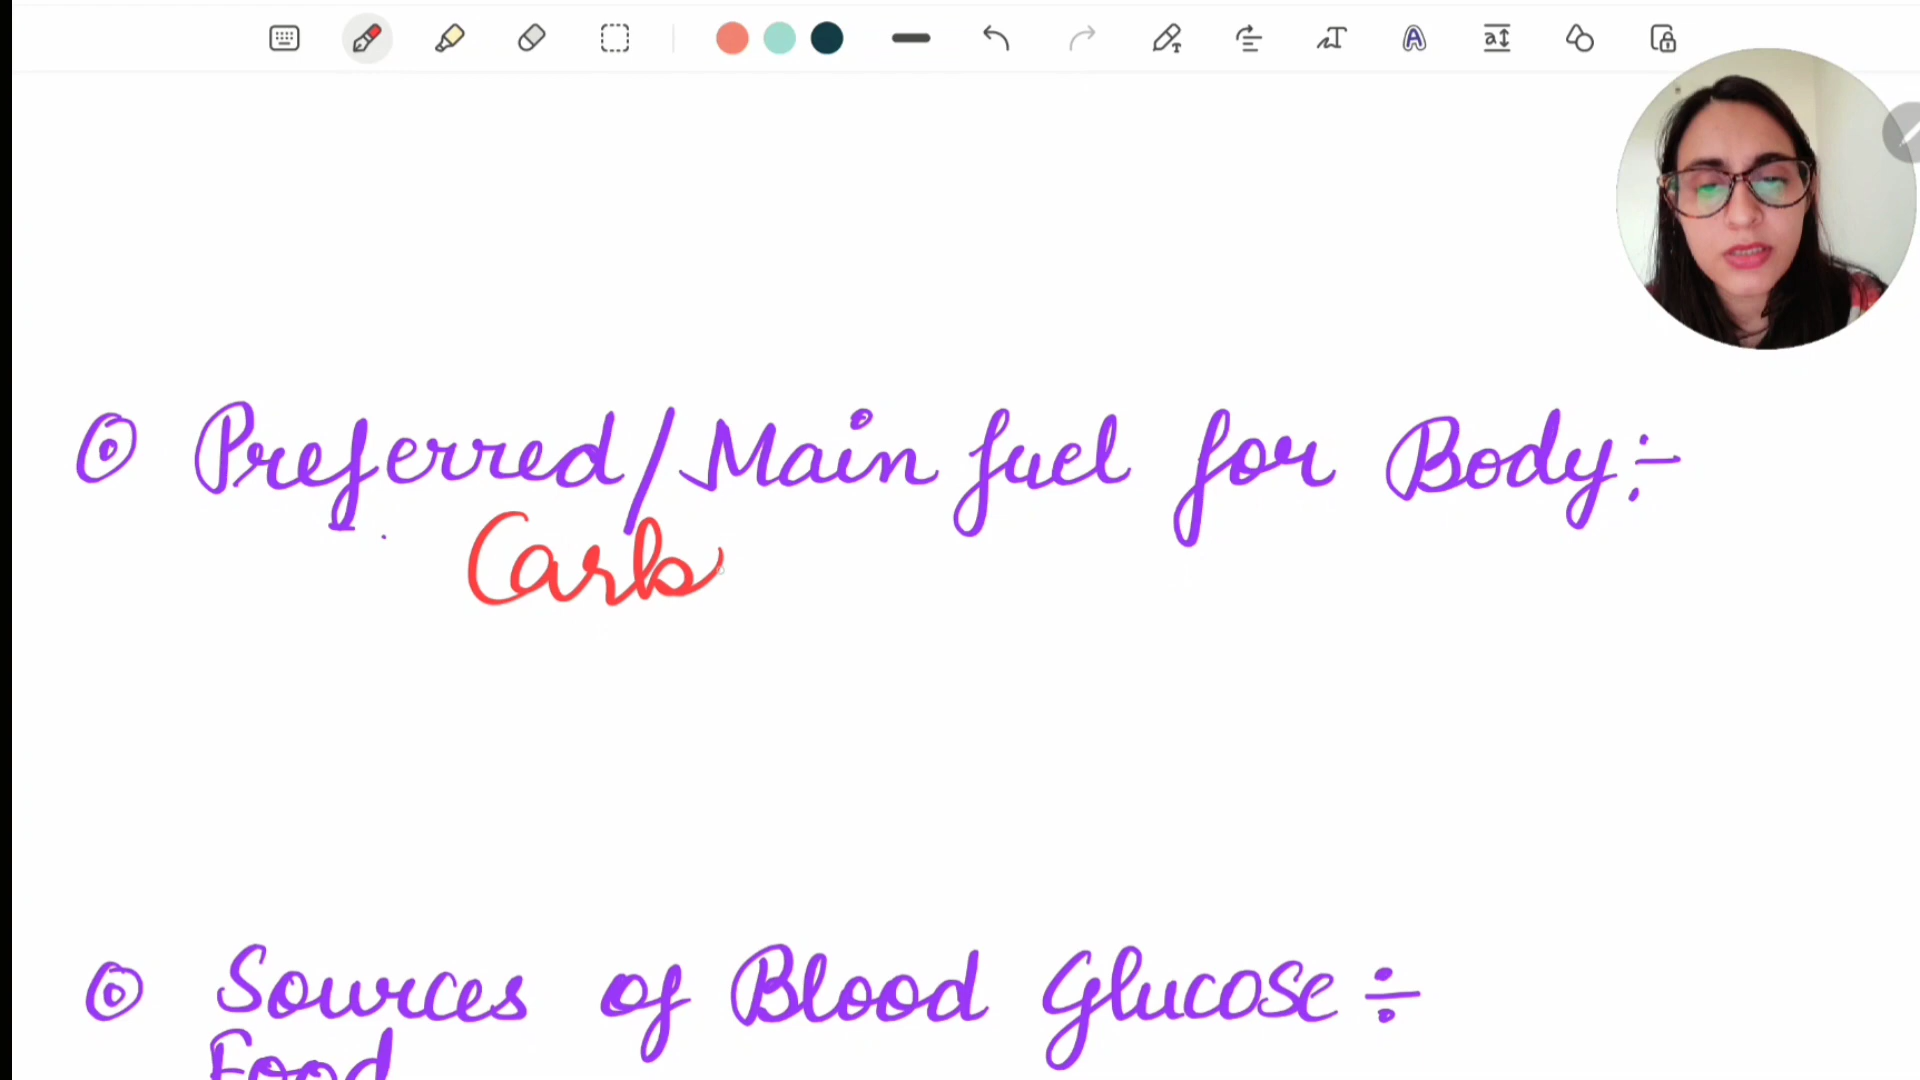 Preferred/Main fuel for Body:-
Carb
Sources of Blood Glucose:-
Food